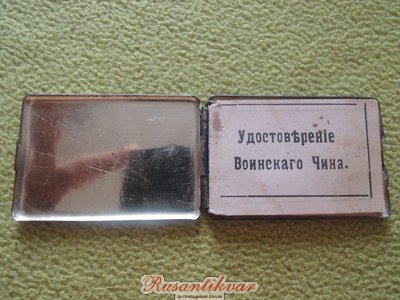 Удостовѣреніе
Воинскаго Чина.
Rusantikvar